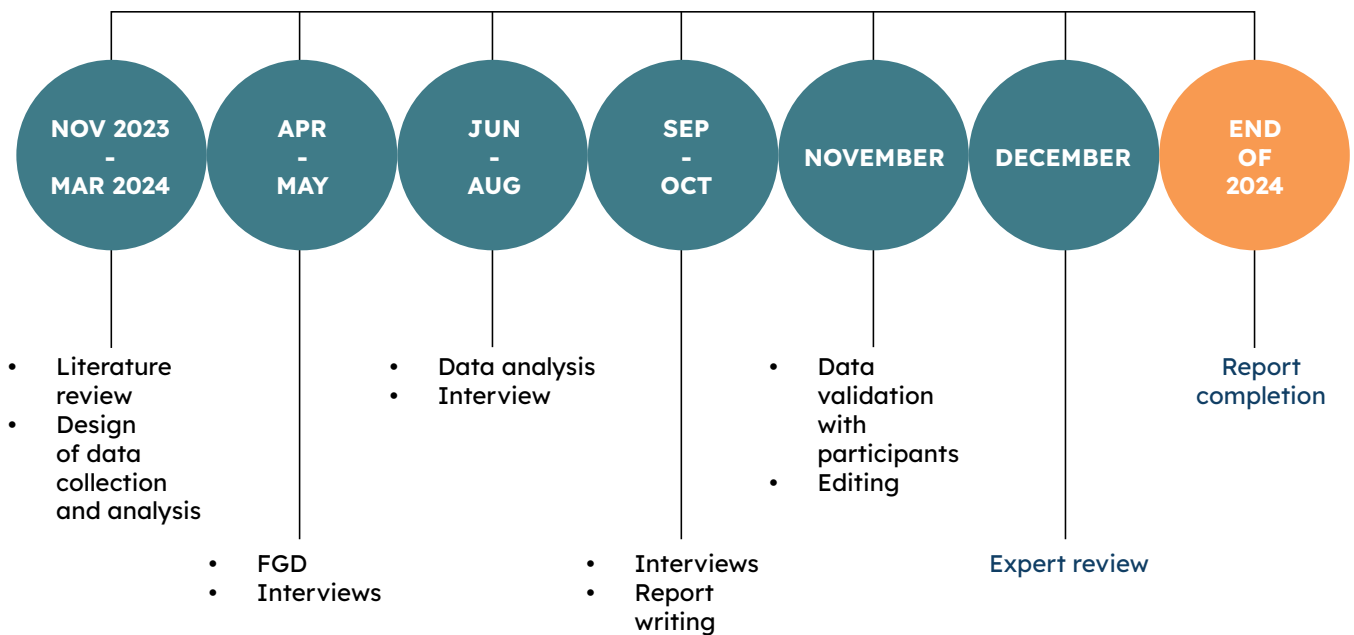 NOV 2023
-
MAR 2024
APR
-
MAY
JUN
-
AUG
SEP
-
OCT
NOVEMBER
DECEMBER
END
OF
2024
• Literature
review
• Design
of data
collection
and analysis
• FGD
• Interviews
• Data analysis
• Interview
• Interviews
• Report
writing
• Data
validation
with
participants
• Editing
Expert review
Report
completion